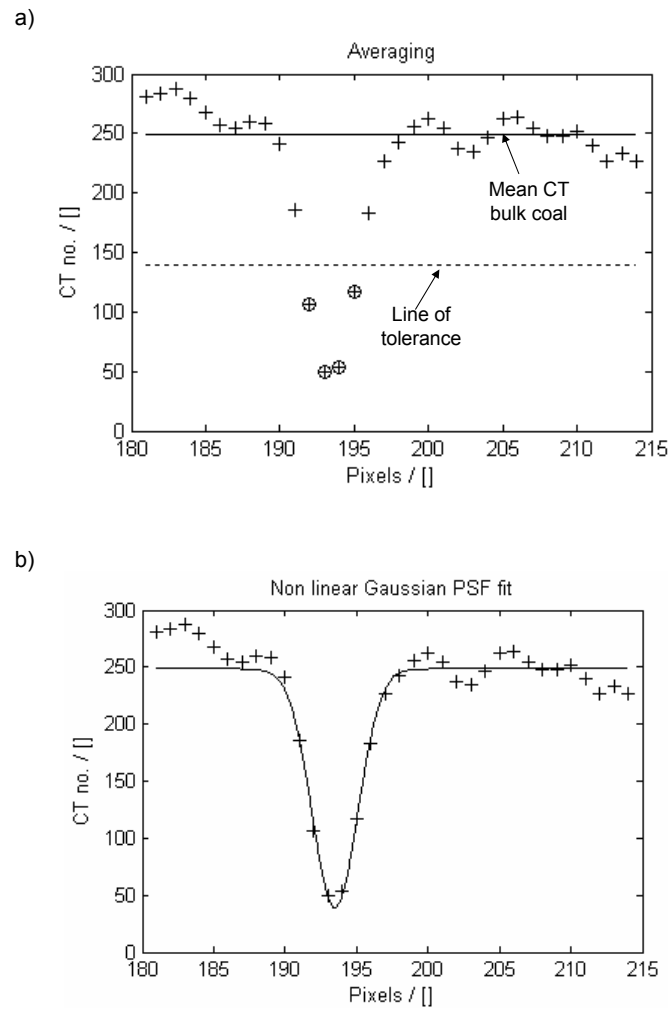 a)
Averaging
300
250
200
150
100
50
0
CT no. / []
Mean CT
bulk coal
Line of
tolerance
180 185 190 195 200 205 210 215
Pixels / []
b)
Non linear Gaussian PSF fit
300
250
200
150
100
50
0
CT no. / []
180 185 190 195 200 205 210 215
Pixels / []